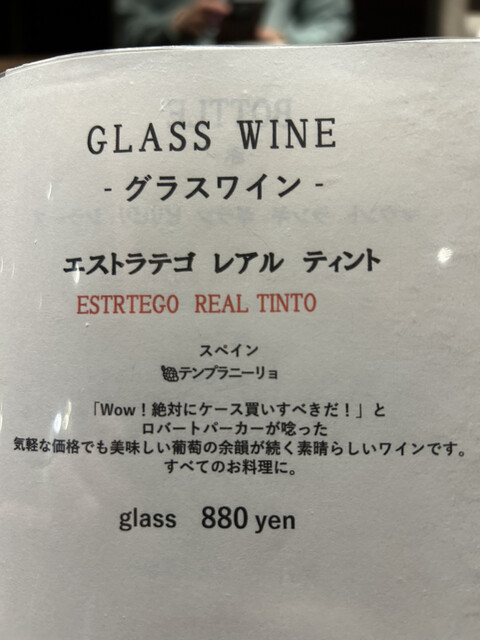 GLASS WINE
- グラスワイン -
エストラテゴ レアル ティント
ESTRTEGO REAL TINTO
スペイン
テンプラニーリョ
「Wow！絶対にケース買いすべきだ！」と
ロバートパーカーが唸った
気軽な価格でも美味しい葡萄の余韻が続く素晴らしいワインです。
すべてのお料理に。
glass 880 yen